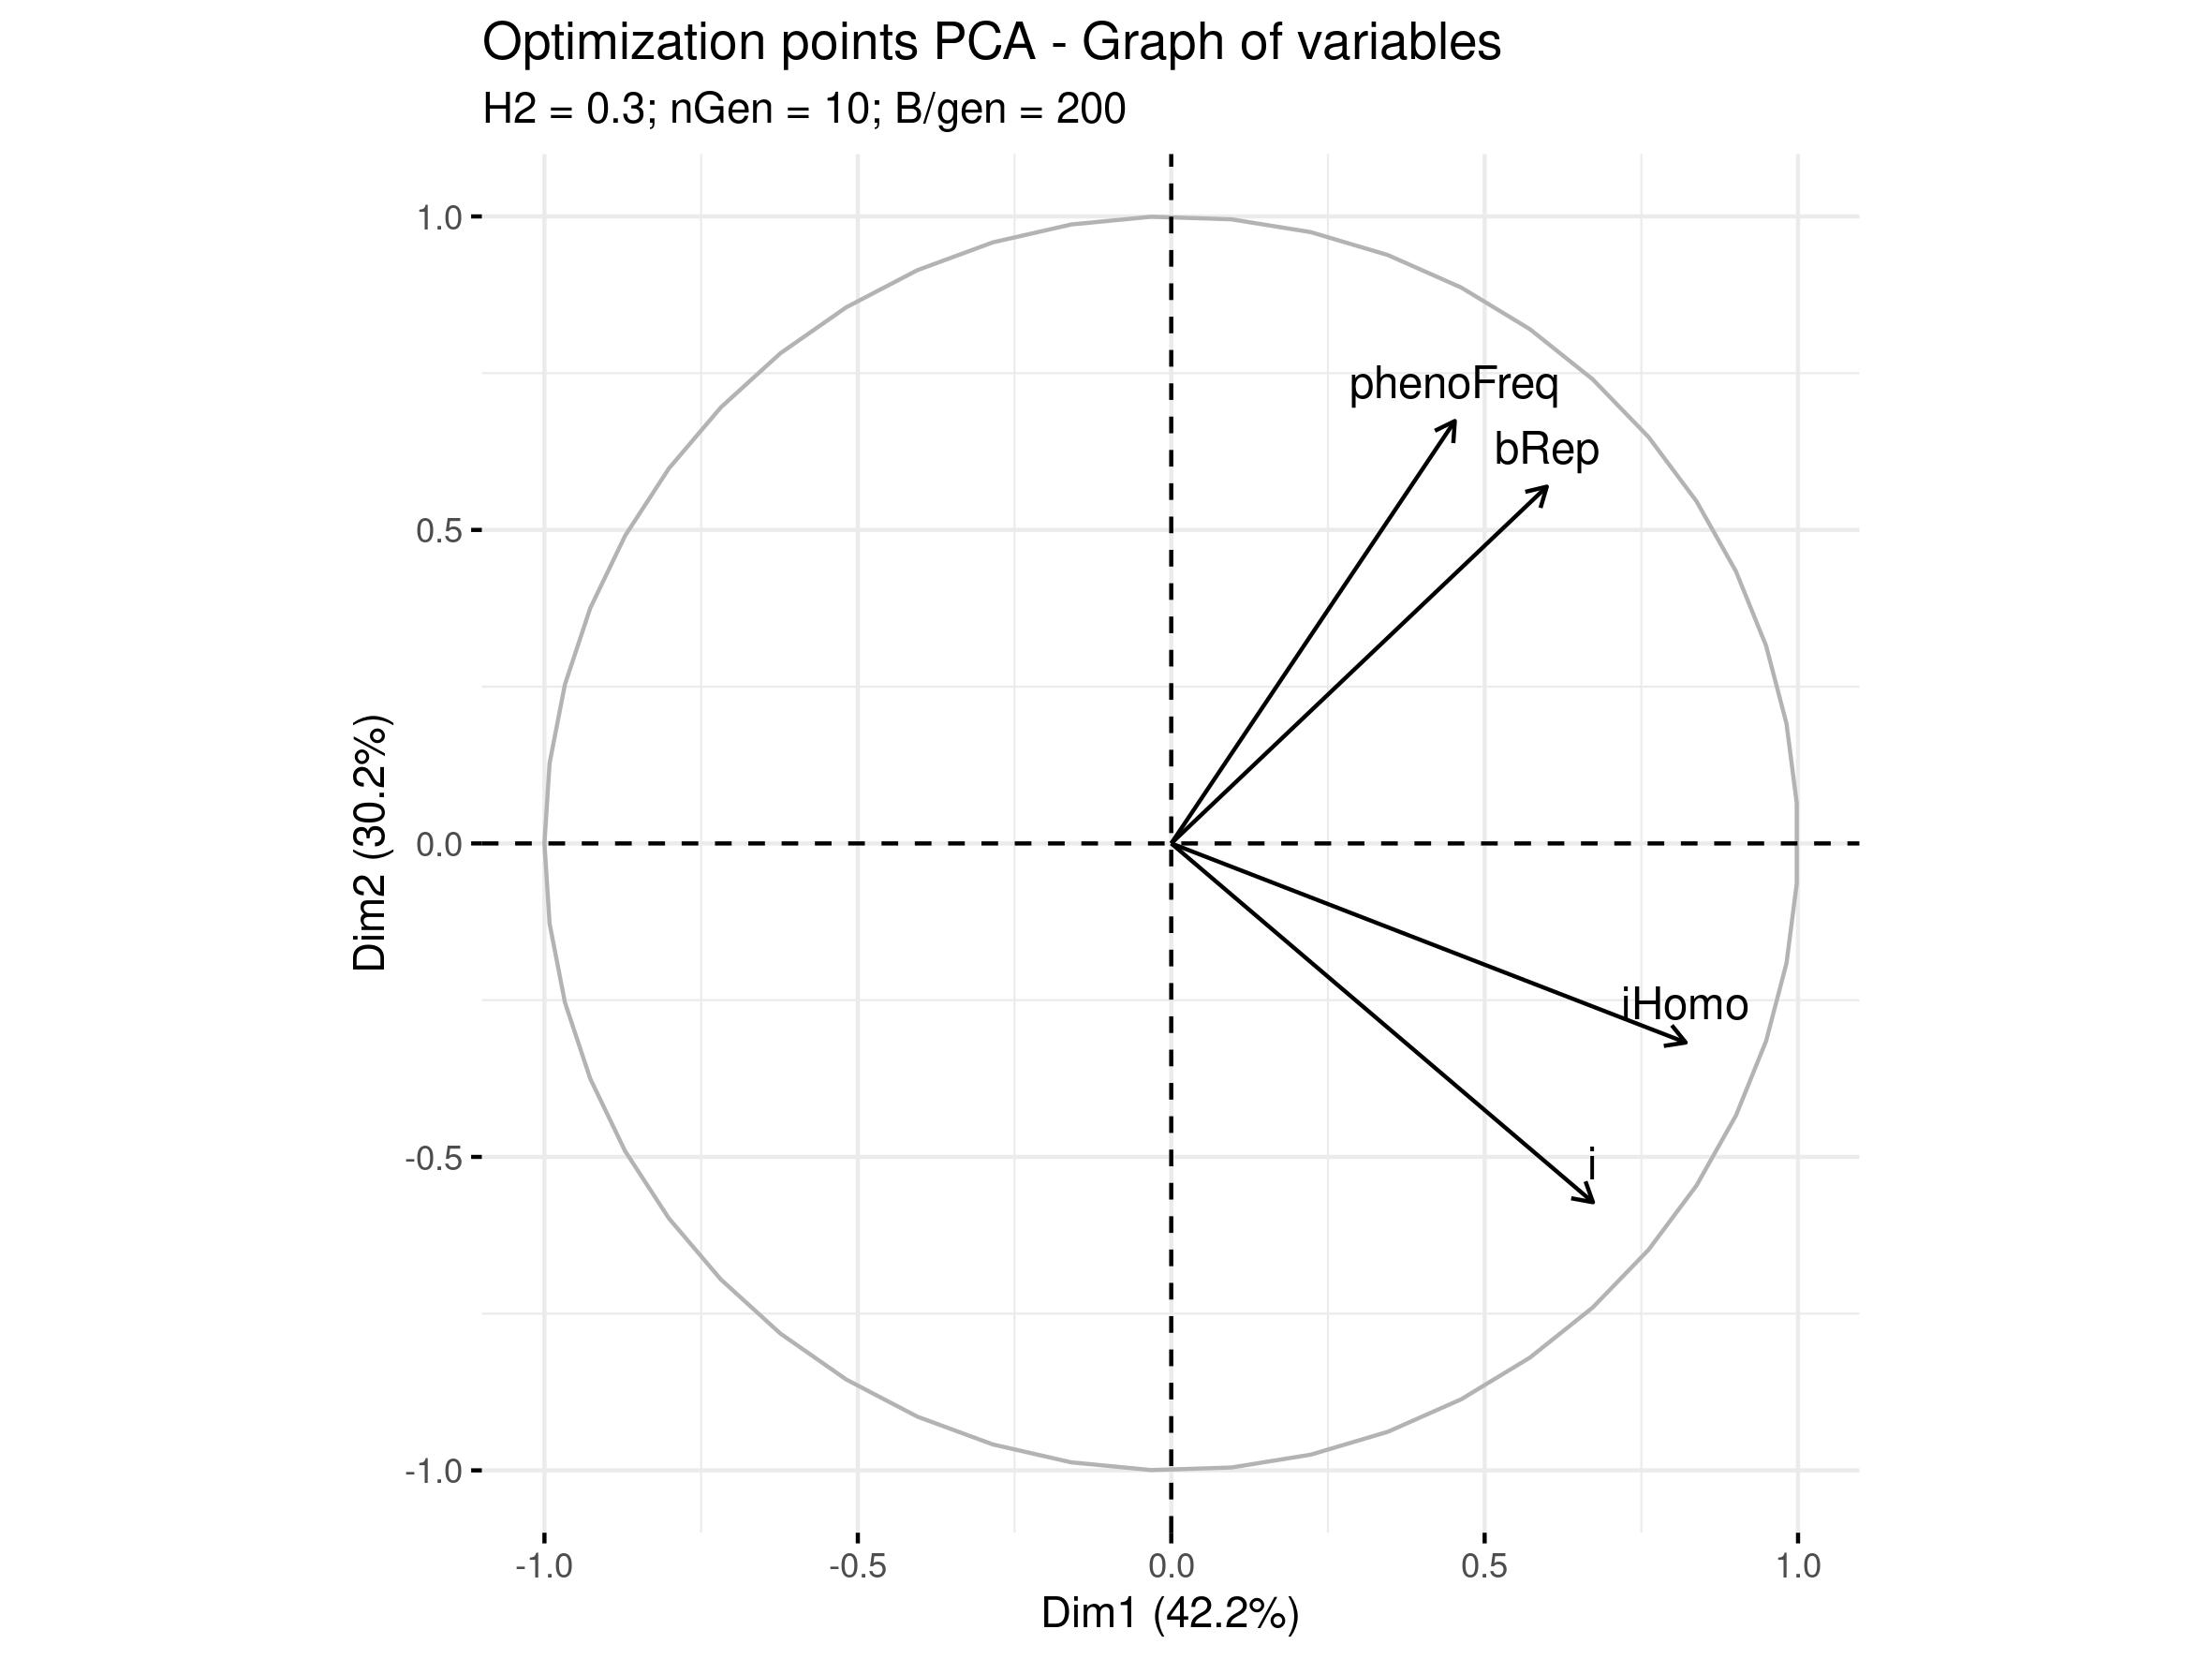 Optimization points PCA - Graph of variables
H2 = 0.3; nGen = 10; B/gen = 200
1.0
0.5
0.0
-0.5
-1.0
Dim2 (30.2%)
phenoFreq
bRep
iHomo
i
-1.0 -0.5 0.0 0.5 1.0
Dim1 (42.2%)